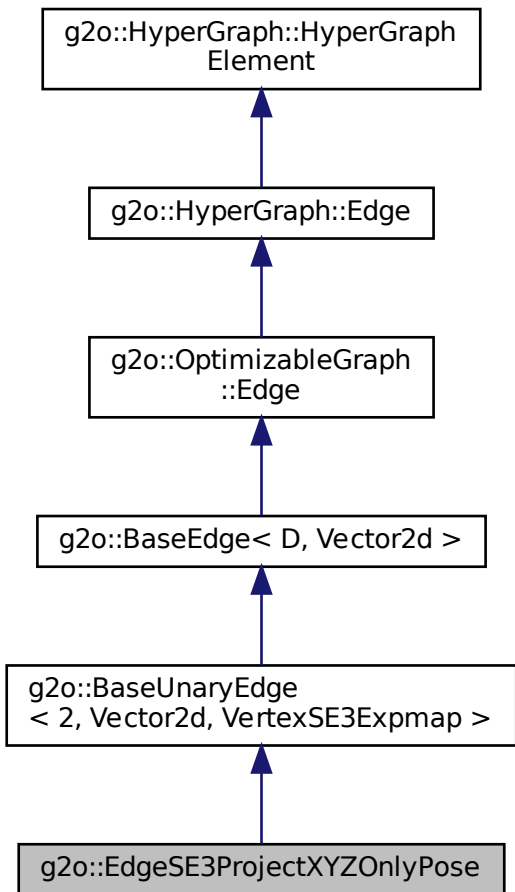 g2o::HyperGraph::HyperGraph
Element
g2o::HyperGraph::Edge
g2o::OptimizableGraph
::Edge
g2o::BaseEdge< D, Vector2d >
g2o::BaseUnaryEdge
< 2, Vector2d, VertexSE3Expmap >
g2o::EdgeSE3ProjectXYZOnlyPose